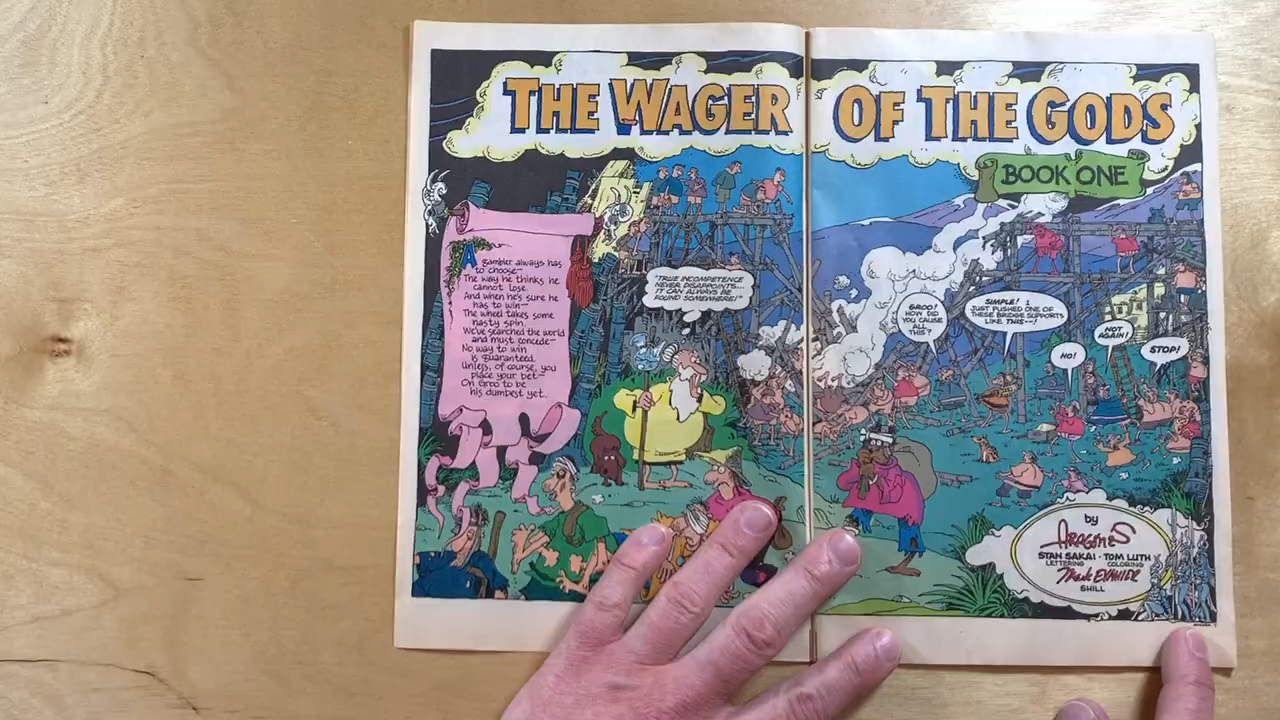 THE WAGER OF THE GODS
BOOK ONE
A gambler always has
to choose—
The way he thinks he
cannot lose.
And when he's sure he
has to win—
The wheel takes some
nasty spin.
We've searched the world
and must concede—
No way to win
is guaranteed.
Unless, of course, you
place your bet—
On Groo to be
his dumbest yet.
"TRUE INCOMPETENCE
NEVER DISAPPOINTS...
IT CAN ALWAYS BE
FOUND SOMEWHERE!"
GROO!
HOW DID
YOU CAUSE
ALL
THIS?
SIMPLE! I
JUST PUSHED ONE OF
THESE BRIDGE SUPPORTS
LIKE THIS—!
NO!
NOT
AGAIN!
STOP!
by
ARAGONÉS
STAN SAKAI · TOM LUTH
LETTERING COLORING
Mark EVANIER
SHILL